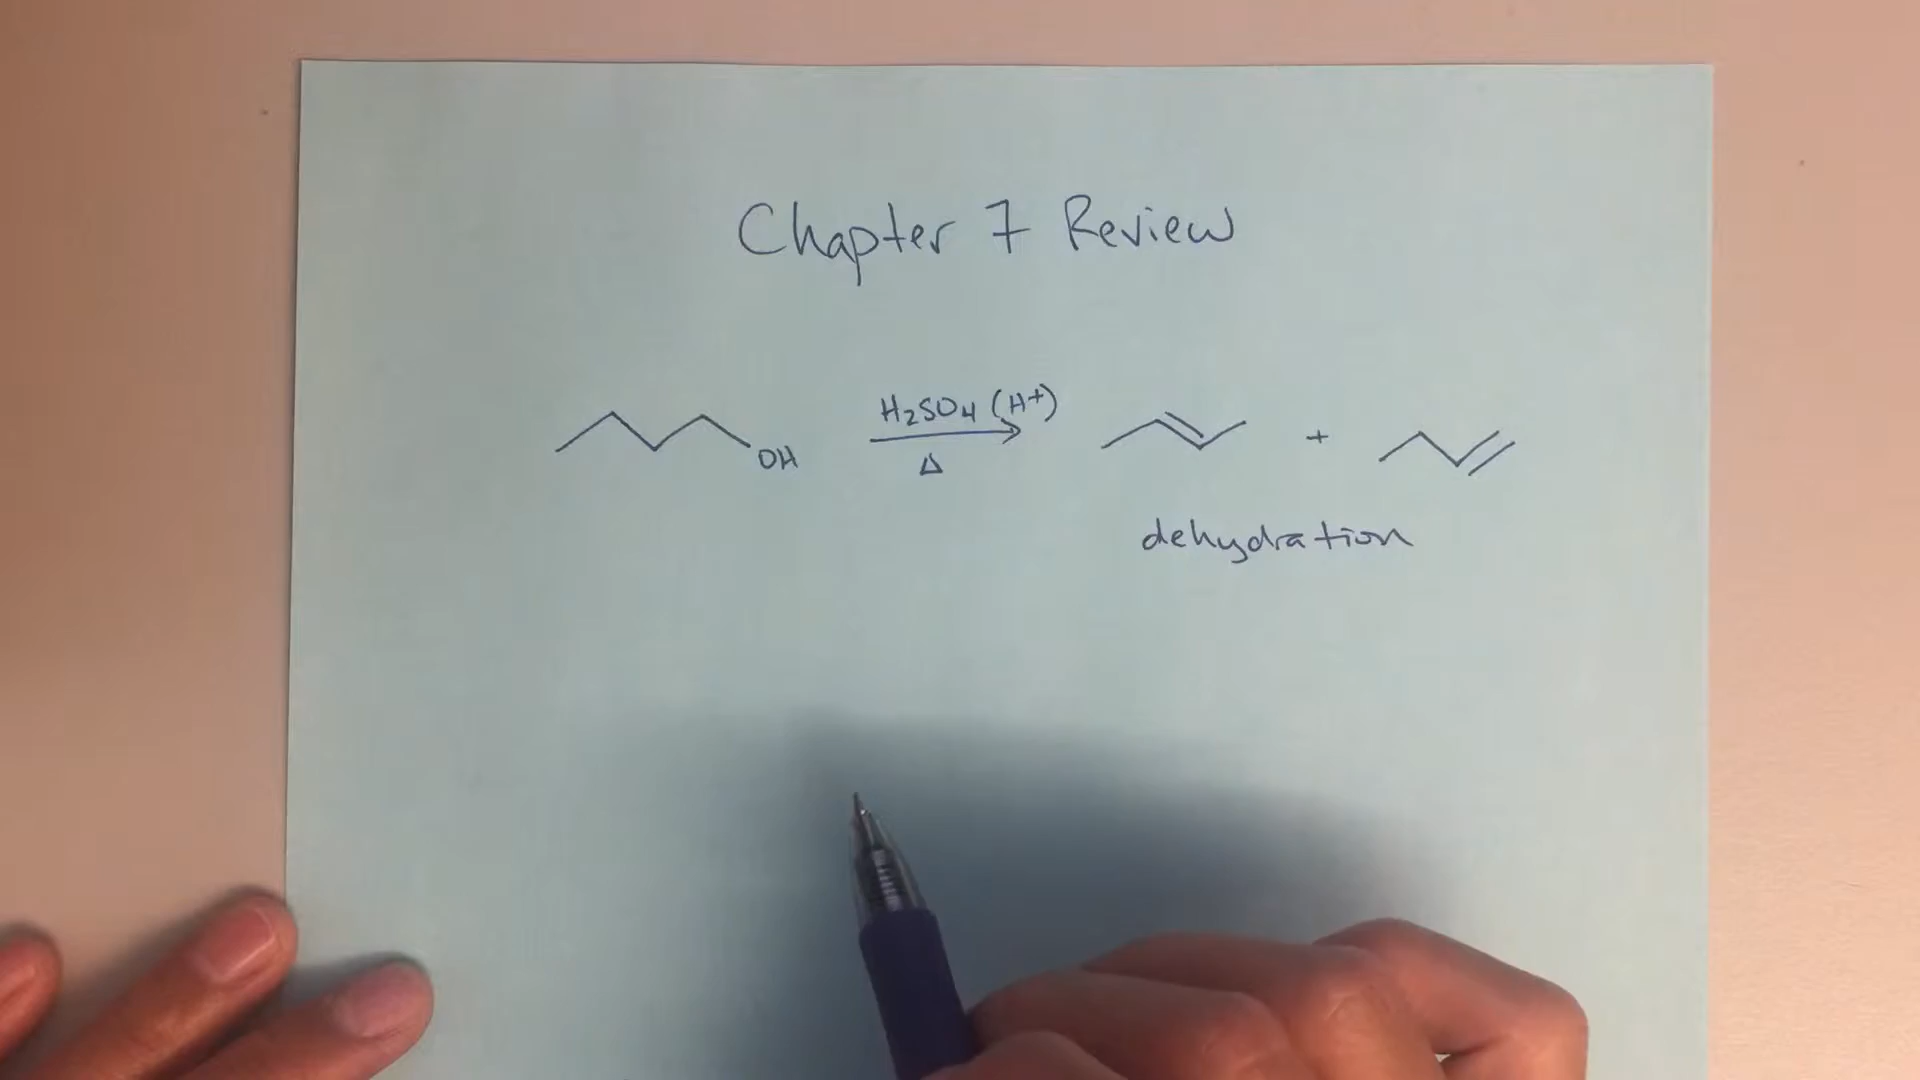 Chapter 7 Review
OH
H2SO4 (H+)
Δ
+
dehydration